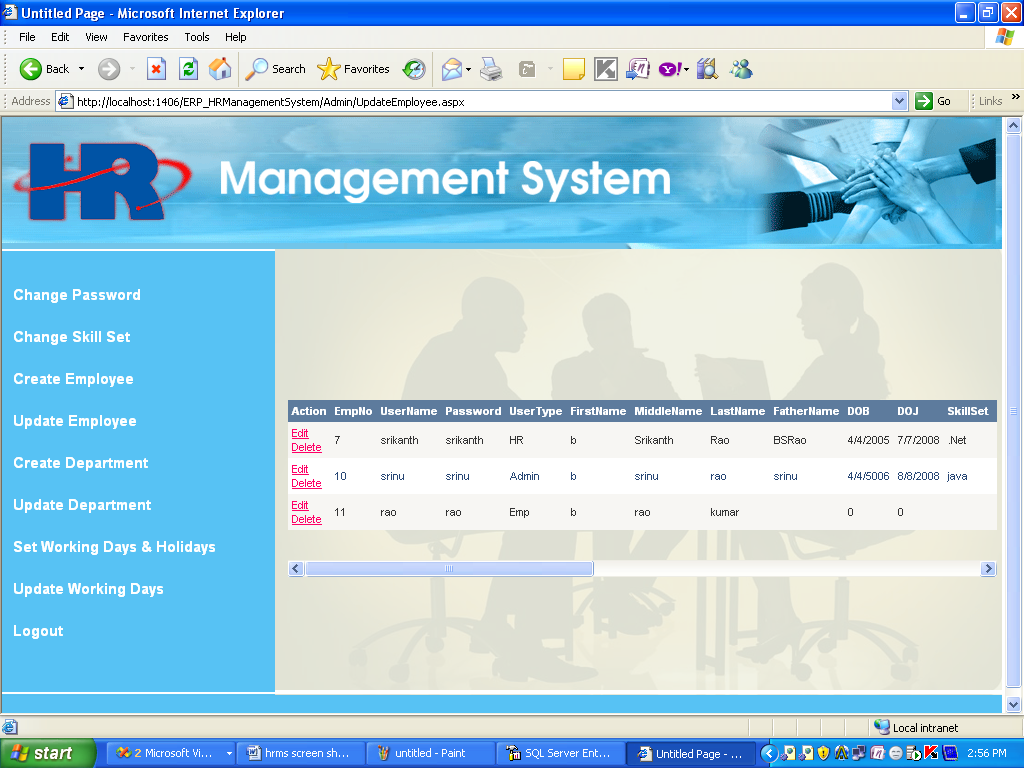 Untitled Page - Microsoft Internet Explorer
File Edit View Favorites Tools Help
Back Search Favorites
Address http://localhost:1406/ERP_HRManagementSystem/Admin/UpdateEmployee.aspx Go Links »
HR Management System
Change Password
Change Skill Set
Create Employee
Update Employee
Create Department
Update Department
Set Working Days & Holidays
Update Working Days
Logout
Action EmpNo UserName Password UserType FirstName MiddleName LastName FatherName DOB DOJ SkillSet
Edit
Delete 7 srikanth srikanth HR b Srikanth Rao BSRao 4/4/2005 7/7/2008 .Net
Edit
Delete 10 srinu srinu Admin b srinu rao srinu 4/4/5006 8/8/2008 java
Edit
Delete 11 rao rao Emp b rao kumar 0 0
Local intranet
start 2 Microsoft Vi... hrms screen sh... untitled - Paint SQL Server Ent... Untitled Page - ... 2:56 PM